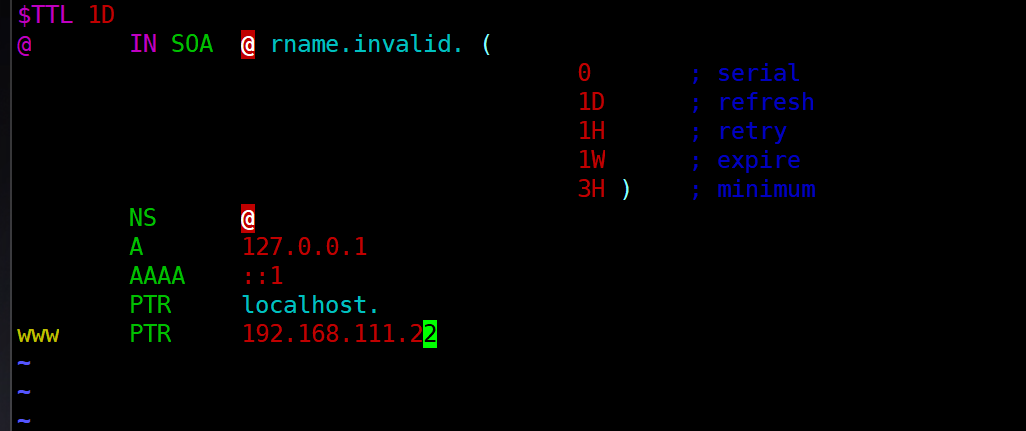 $TTL 1D
@ IN SOA @ rname.invalid. (
0 ; serial
1D ; refresh
1H ; retry
1W ; expire
3H ) ; minimum
NS @
A 127.0.0.1
AAAA ::1
PTR localhost.
www PTR 192.168.111.22
~
~
~